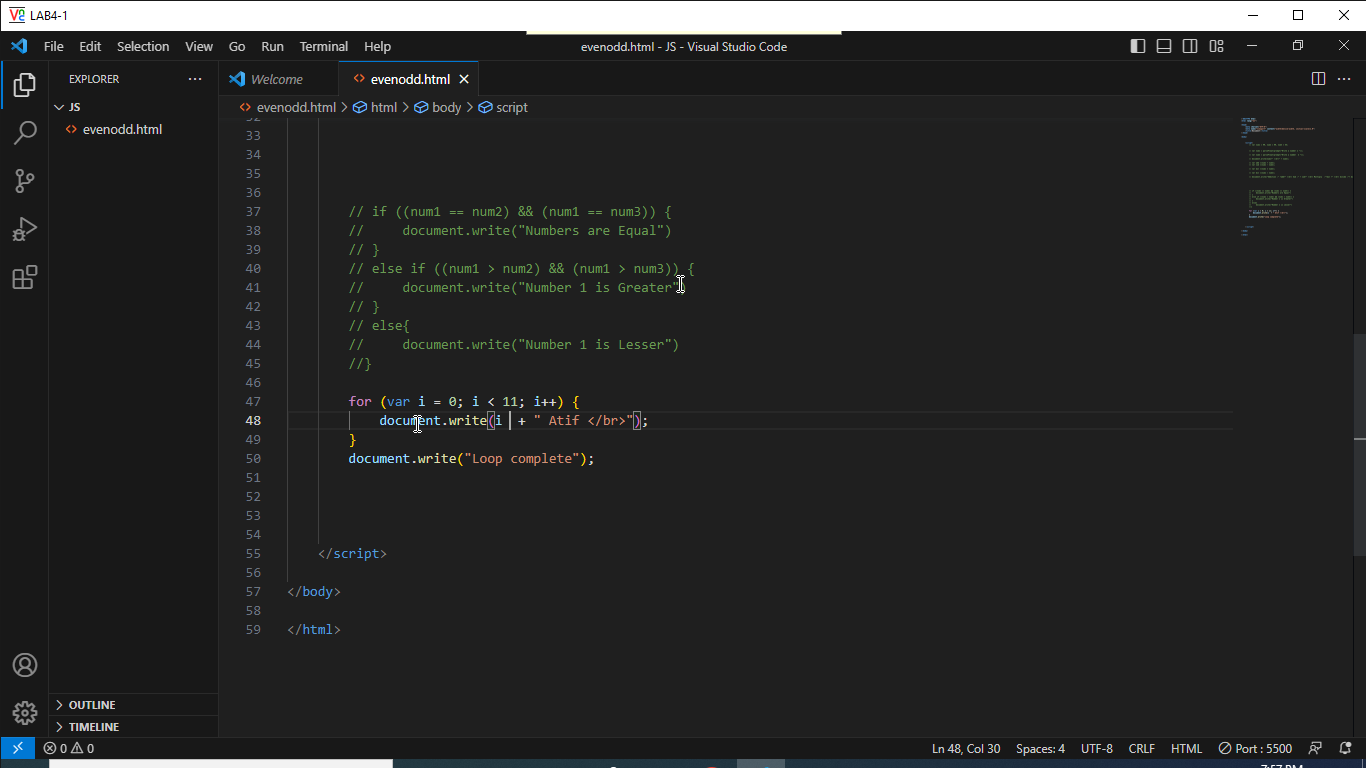 LAB4-1
File Edit Selection View Go Run Terminal Help
evenodd.html - JS - Visual Studio Code
EXPLORER
Welcome
evenodd.html
JS
evenodd.html > html > body > script
evenodd.html
32
33
34
35
36
37 // if ((num1 == num2) && (num1 == num3)) {
38 //     document.write("Numbers are Equal")
39 // }
40 // else if ((num1 > num2) && (num1 > num3)) {
41 //     document.write("Number 1 is Greater")
42 // }
43 // else{
44 //     document.write("Number 1 is Lesser")
45 //}
46
47 for (var i = 0; i < 11; i++) {
48     document.write(i  + " Atif </br>");
49 }
50 document.write("Loop complete");
51
52
53
54
55 </script>
56
57 </body>
58
59 </html>
OUTLINE
TIMELINE
0 0
Ln 48, Col 30 Spaces: 4 UTF-8 CRLF HTML Port : 5500
7:57 PM